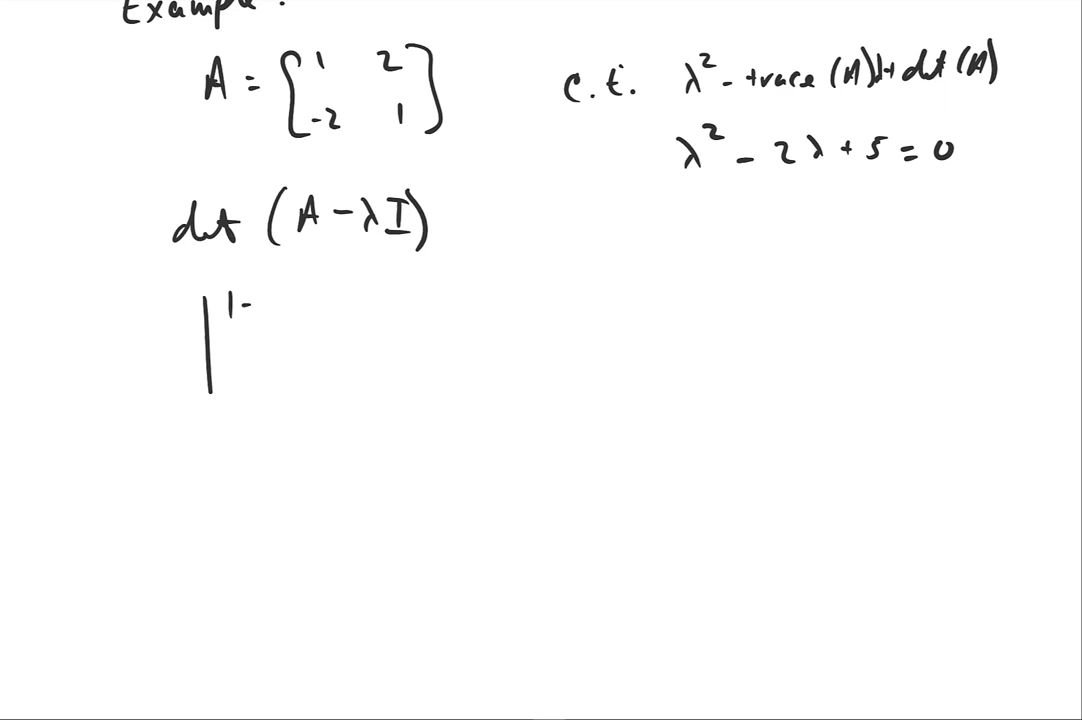 Example:
A = [1 2
-2 1]
C.E. λ² - trace(A)λ + det(A)
λ² - 2λ + 5 = 0
det (A - λI)
| 1-